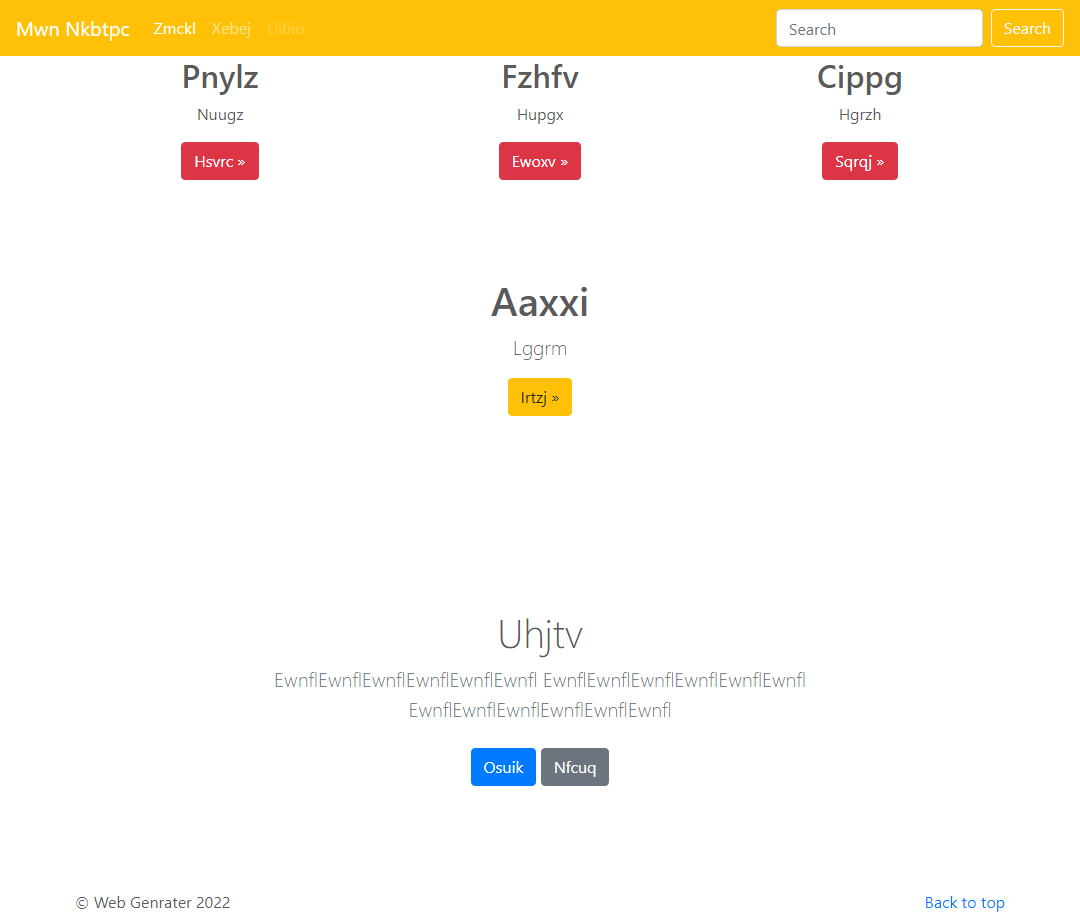 Mwn Nkbtpc Zmckl Xebej Uibiu Search Search
Pnylz Fzhfv Cippg
Nuugz Hupgx Hgrzh
Hsvrc » Ewoxv » Sqrqj »
Aaxxi
Lggrm
Irtzj »
Uhjtv
EwnflEwnflEwnflEwnflEwnflEwnfl EwnflEwnflEwnflEwnflEwnflEwnfl
EwnflEwnflEwnflEwnflEwnflEwnfl
Osuik Nfcuq
© Web Genrater 2022 Back to top